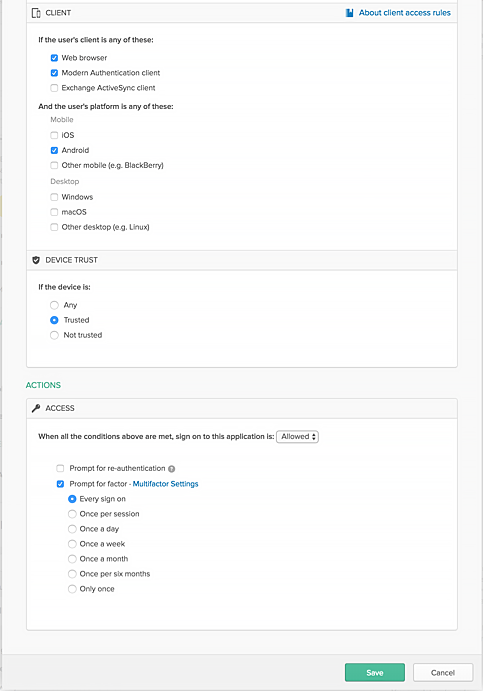 CLIENT
About client access rules
If the user's client is any of these:
Web browser
Modern Authentication client
Exchange ActiveSync client
And the user's platform is any of these:
Mobile
iOS
Android
Other mobile (e.g. BlackBerry)
Desktop
Windows
macOS
Other desktop (e.g. Linux)
DEVICE TRUST
If the device is:
Any
Trusted
Not trusted
ACTIONS
ACCESS
When all the conditions above are met, sign on to this application is: Allowed
Prompt for re-authentication ?
Prompt for factor - Multifactor Settings
Every sign on
Once per session
Once a day
Once a week
Once a month
Once per six months
Only once
Save
Cancel